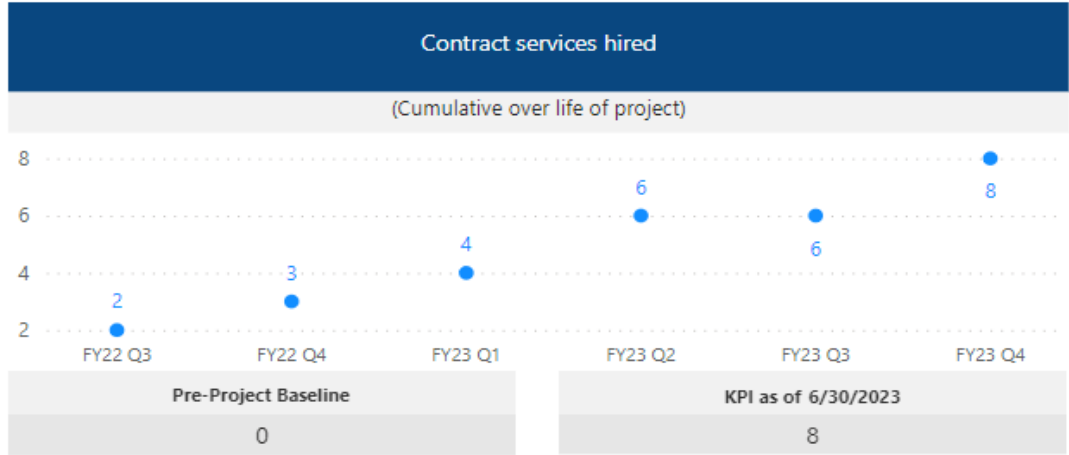 Contract services hired
(Cumulative over life of project)
8
6
4
2
2
3
4
6
6
8
FY22 Q3 FY22 Q4 FY23 Q1 FY23 Q2 FY23 Q3 FY23 Q4
Pre-Project Baseline
0
KPI as of 6/30/2023
8